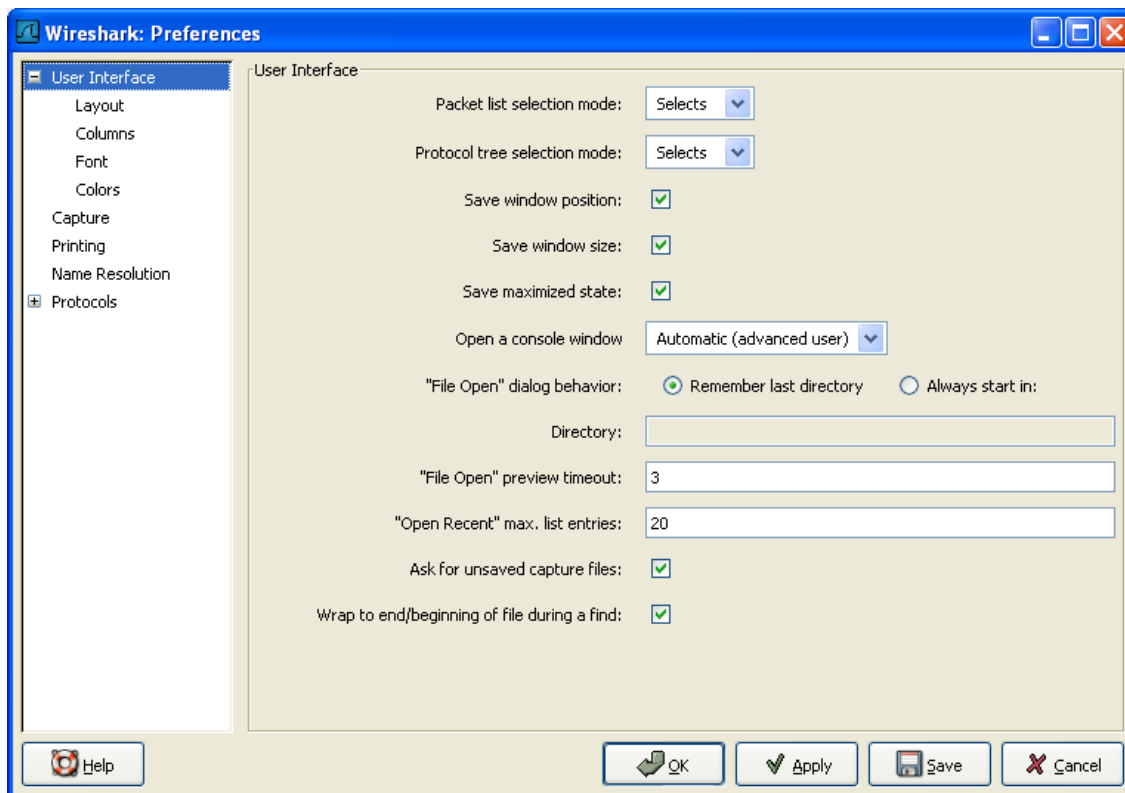 Wireshark: Preferences
User Interface
Layout
Columns
Font
Colors
Capture
Printing
Name Resolution
Protocols
User Interface
Packet list selection mode: Selects
Protocol tree selection mode: Selects
Save window position:
Save window size:
Save maximized state:
Open a console window Automatic (advanced user)
"File Open" dialog behavior: Remember last directory Always start in:
Directory:
"File Open" preview timeout: 3
"Open Recent" max. list entries: 20
Ask for unsaved capture files:
Wrap to end/beginning of file during a find:
Help OK Apply Save Cancel